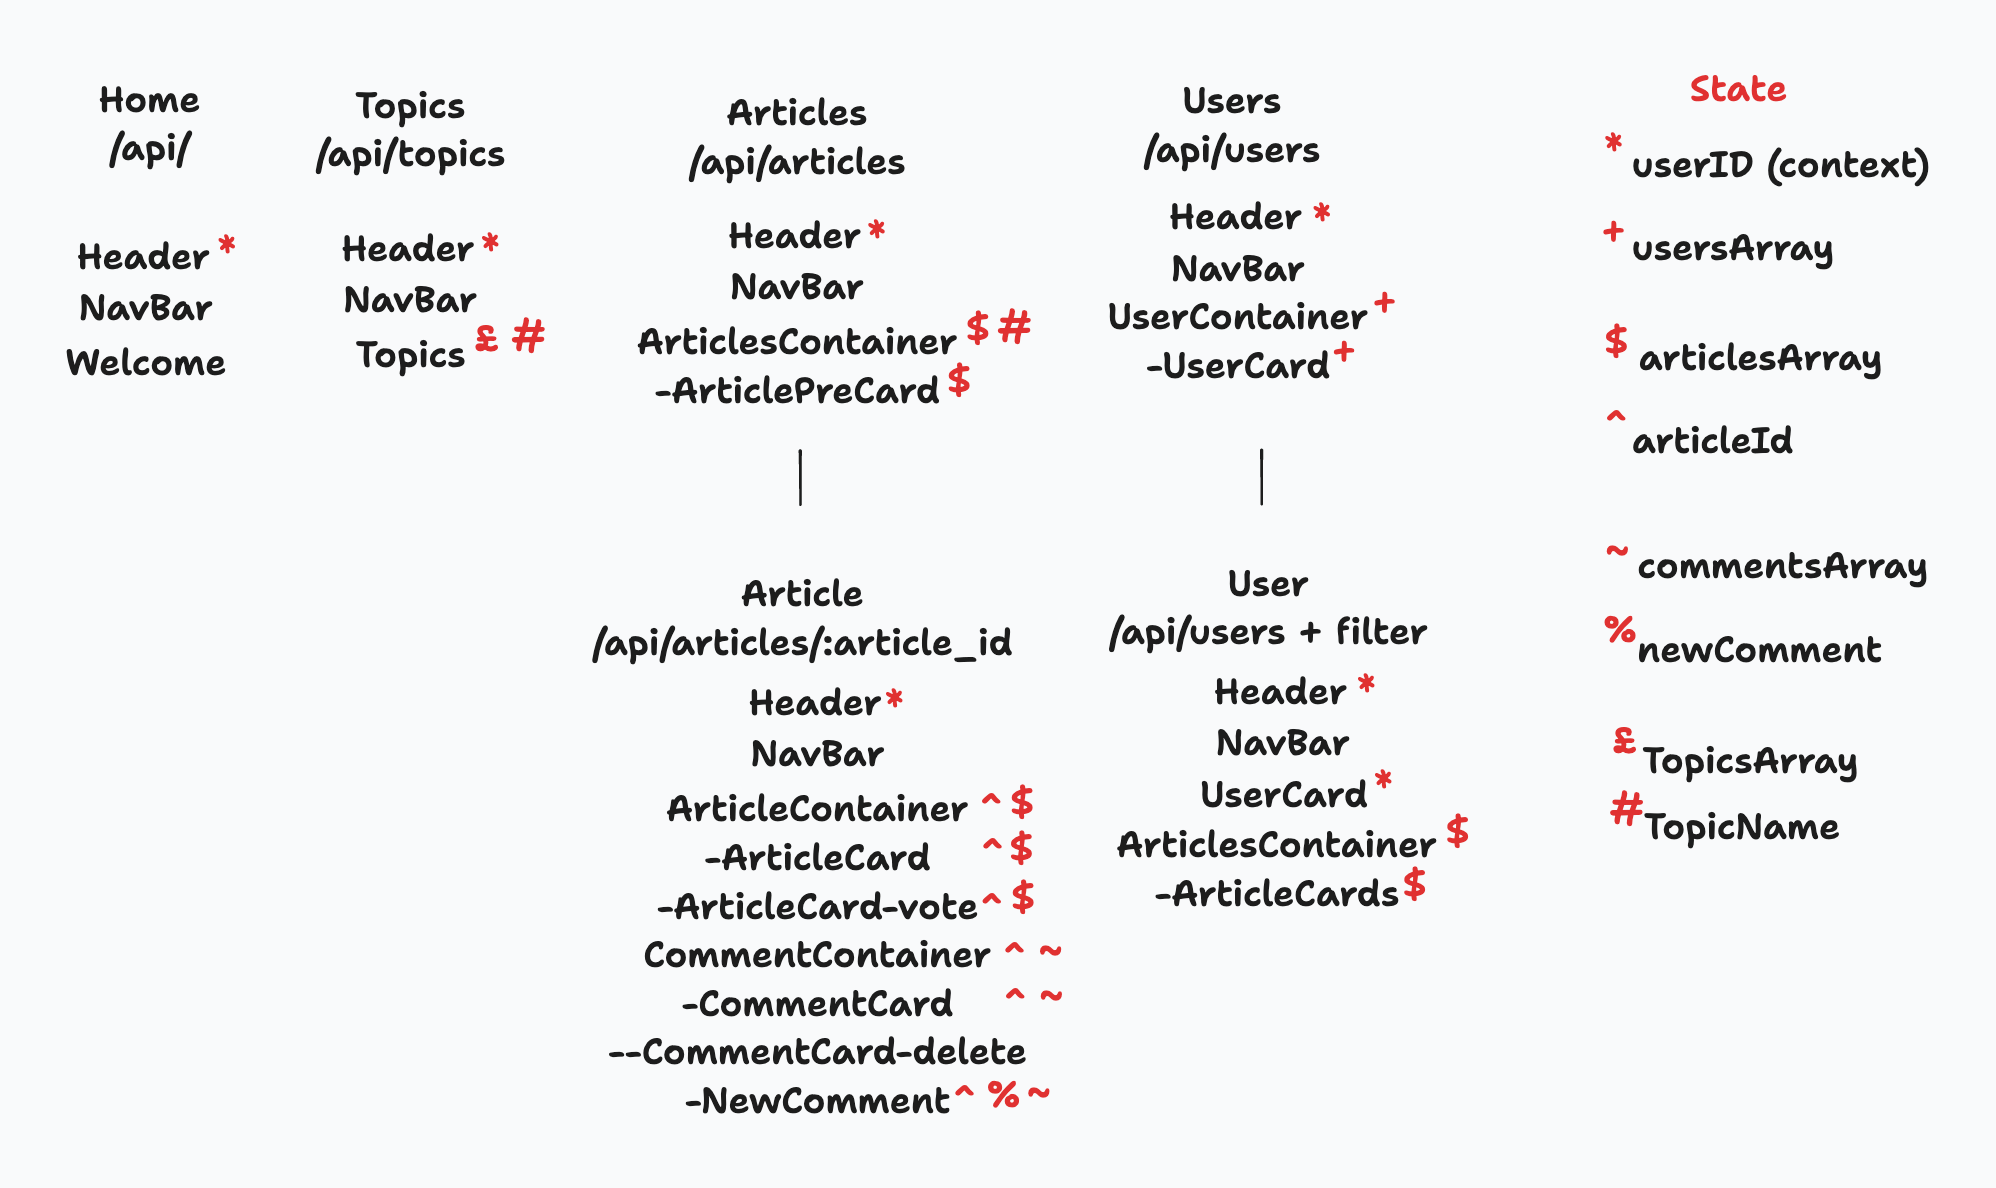 Home
/api/
Header *
NavBar
Welcome
Topics
/api/topics
Header *
NavBar
Topics £ #
Articles
/api/articles
Header *
NavBar
ArticlesContainer $ #
-ArticlePreCard $
Article
/api/articles/:article_id
Header *
NavBar
ArticleContainer ^ $
-ArticleCard ^ $
-ArticleCard-vote ^ $
CommentContainer ^ ~
-CommentCard ^ ~
--CommentCard-delete
-NewComment ^ % ~
Users
/api/users
Header *
NavBar
UserContainer +
-UserCard +
User
/api/users + filter
Header *
NavBar
UserCard *
ArticlesContainer $
-ArticleCards $
State
* userID (context)
+ usersArray
$ articlesArray
^ articleId
~ commentsArray
% newComment
£ TopicsArray
# TopicName